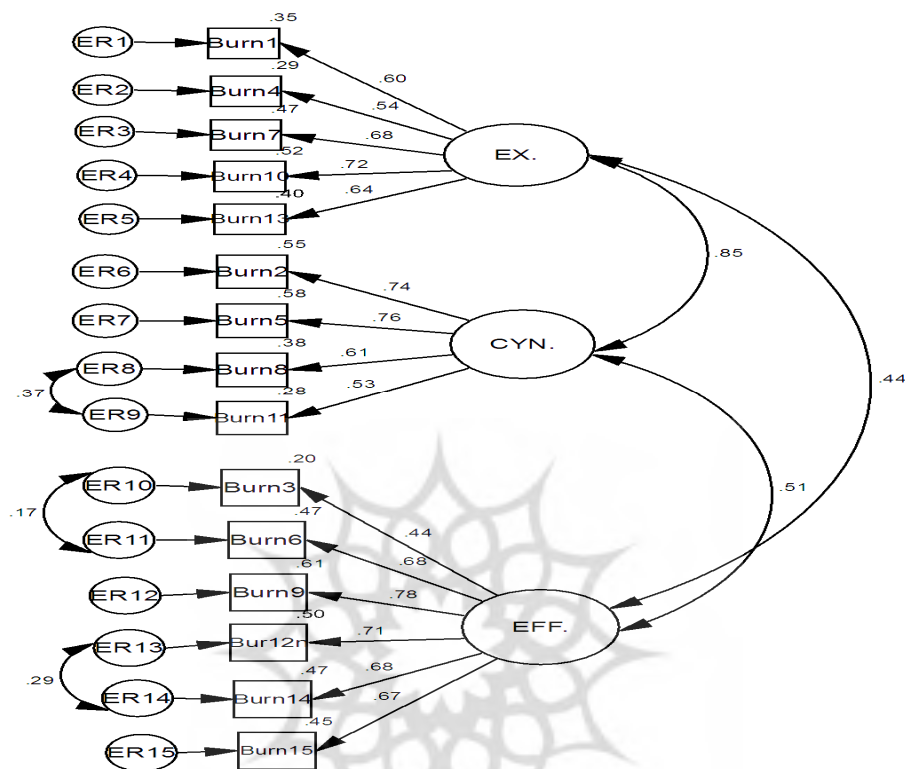 .35
ER1 Burn1
.60
.29
ER2 Burn4
.54
.47
ER3 Burn7
.68
EX.
.52
ER4 Burn10
.72
.40
.64
ER5 Burn13
.55
.85
ER6 Burn2
.74
.58
ER7 Burn5
.76
CYN.
.38
ER8 Burn8
.61
.44
.37
.28
.53
ER9 Burn11
.20
ER10 Burn3
.51
.17
.47
.44
ER11 Burn6
.68
.61
ER12 Burn9
.78
.50
EFF.
ER13 Bur12n
.71
.47
.68
.29
ER14 Burn14
.67
.45
ER15 Burn15